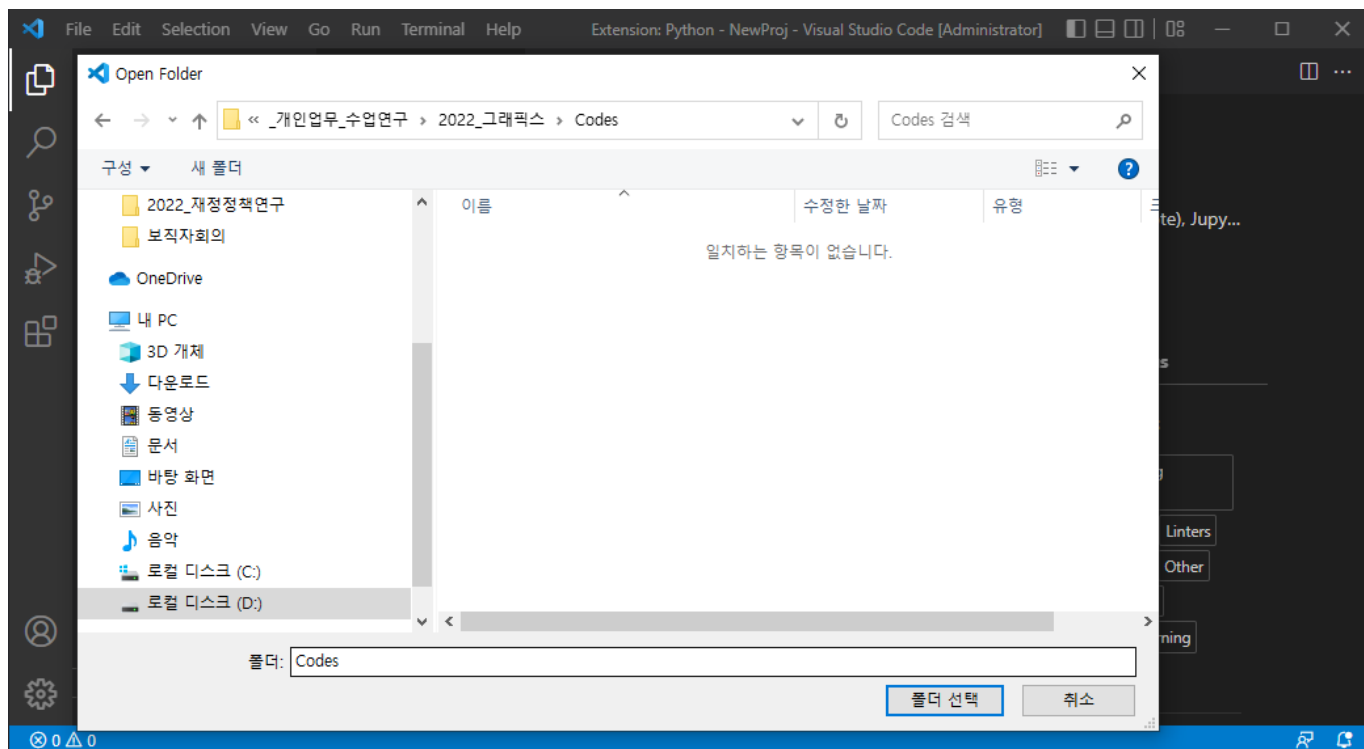 File Edit Selection View Go Run Terminal Help Extension: Python - NewProj - Visual Studio Code [Administrator]
Open Folder
« _개인업무_수업연구 › 2022_그래픽스 › Codes Codes 검색
구성 새 폴더
2022_재정정책연구 이름 수정한 날짜 유형
te), Jupy...
보직자회의
일치하는 항목이 없습니다.
OneDrive
내 PC
3D 개체
s
다운로드
동영상
문서
바탕 화면
사진
Linters
음악
로컬 디스크 (C:) Other
로컬 디스크 (D:)
ning
폴더: Codes
폴더 선택 취소
0 0